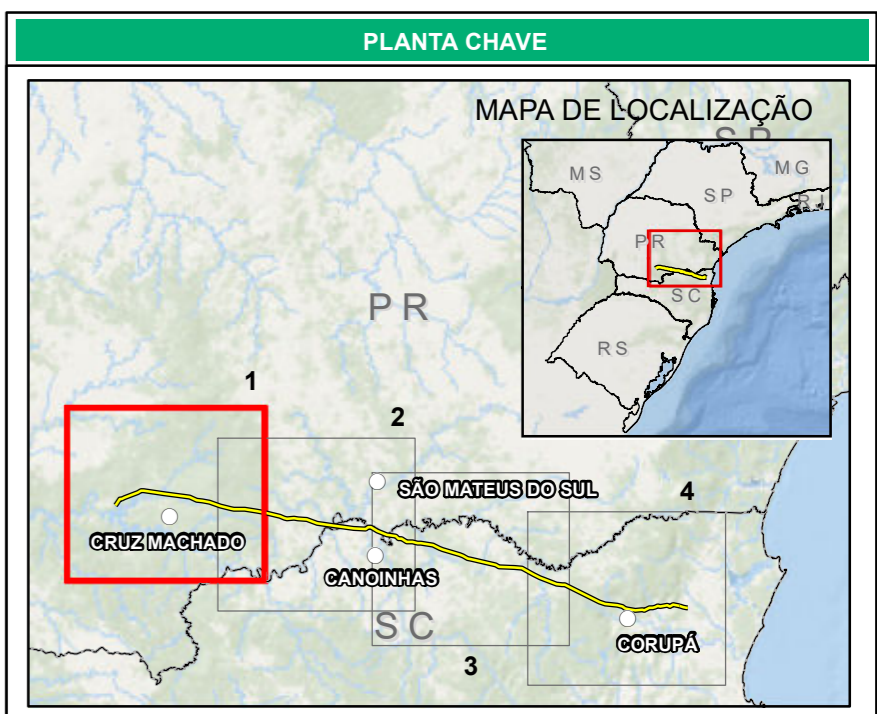 PLANTA CHAVE
MAPA DE LOCALIZAÇÃO
SP
MS
MG
SP
RJ
PR
SC
RS
PR
1
2
SÃO MATEUS DO SUL
4
CRUZ MACHADO
CANOINHAS
SC
CORUPÁ
3